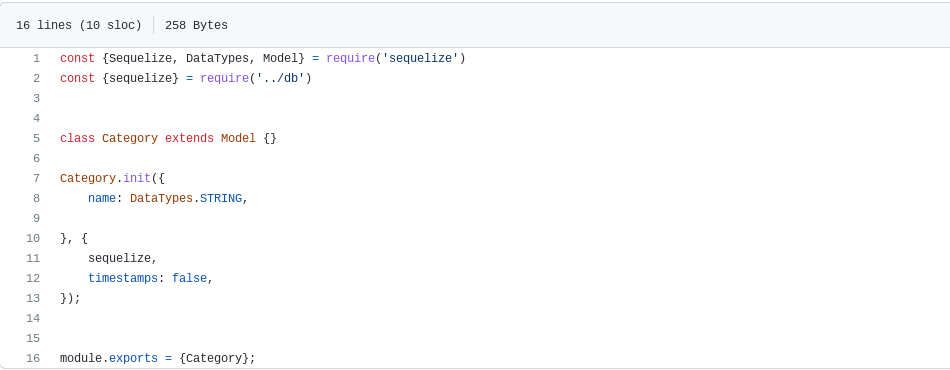 16 lines (10 sloc) 258 Bytes
1 const {Sequelize, DataTypes, Model} = require('sequelize')
2 const {sequelize} = require('../db')
3
4
5 class Category extends Model {}
6
7 Category.init({
8     name: DataTypes.STRING,
9
10 }, {
11     sequelize,
12     timestamps: false,
13 });
14
15
16 module.exports = {Category};